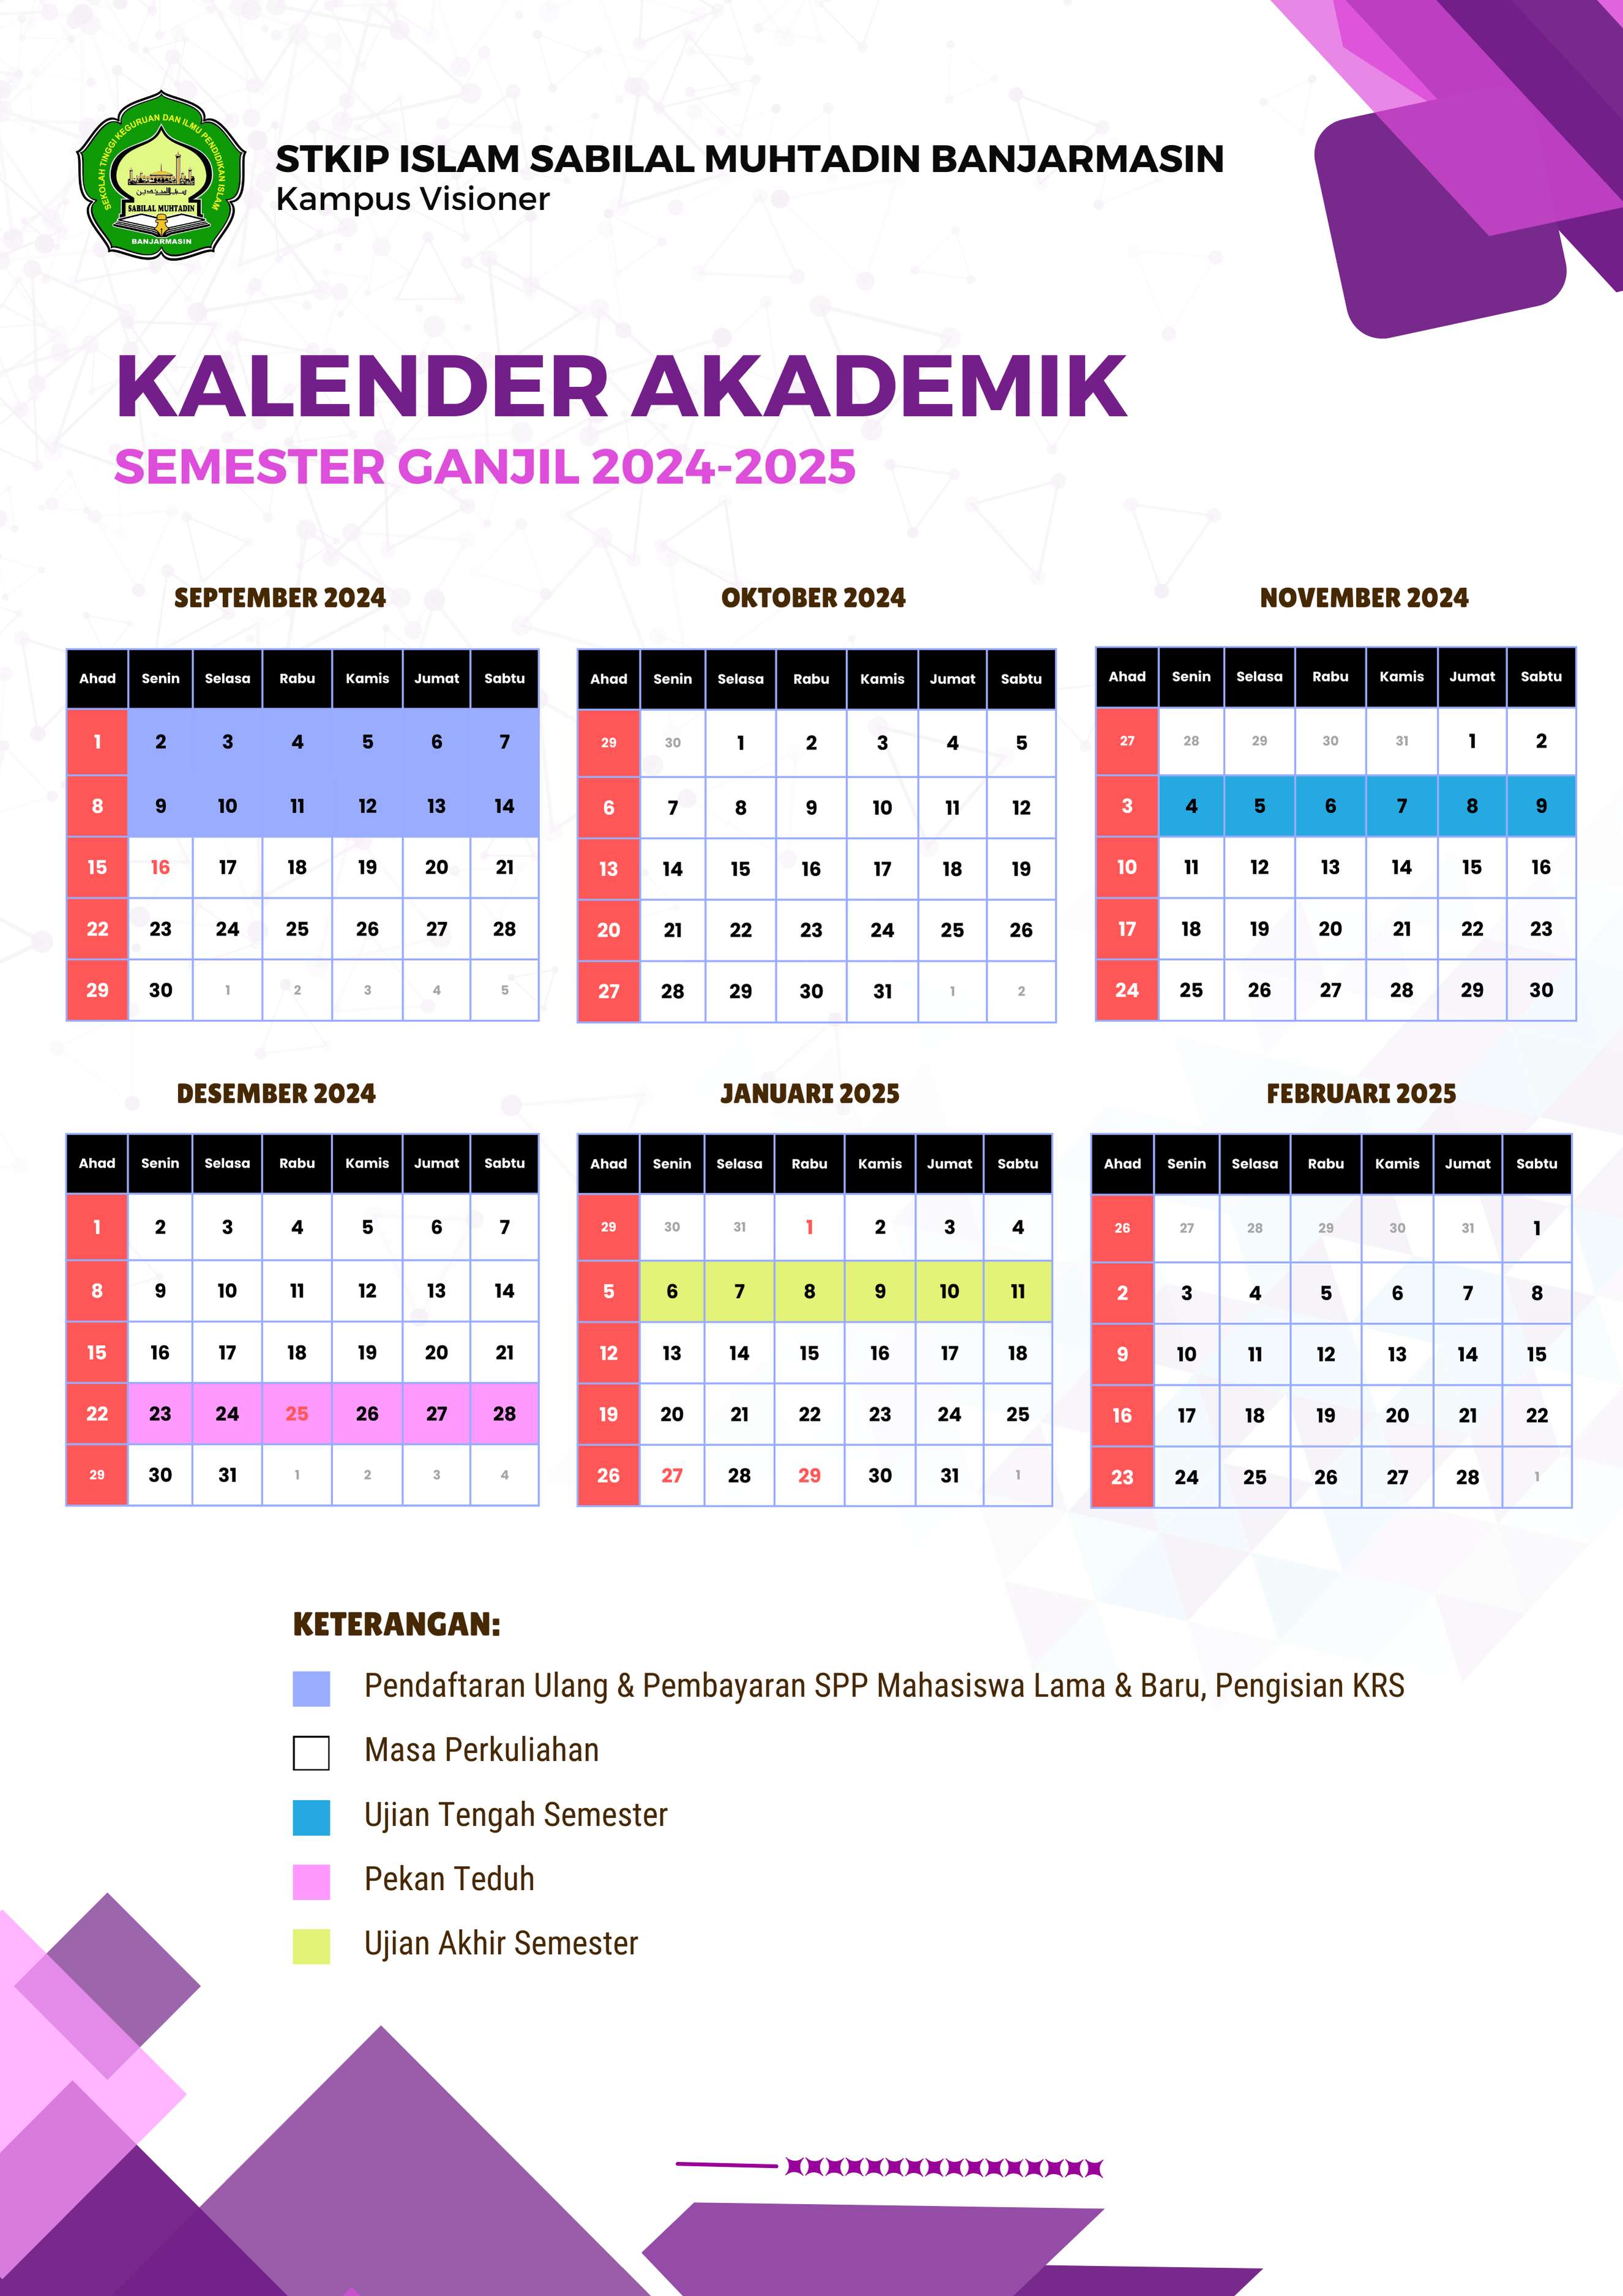 SEKOLAH TINGGI KEGURUAN DAN ILMU PENDIDIKAN ISLAM
SABILAL MUHTADIN
BANJARMASIN
STKIP ISLAM SABILAL MUHTADIN BANJARMASIN
Kampus Visioner
KALENDER AKADEMIK
SEMESTER GANJIL 2024-2025
SEPTEMBER 2024
Ahad Senin Selasa Rabu Kamis Jumat Sabtu
1 2 3 4 5 6 7
8 9 10 11 12 13 14
15 16 17 18 19 20 21
22 23 24 25 26 27 28
29 30 1 2 3 4 5
OKTOBER 2024
Ahad Senin Selasa Rabu Kamis Jumat Sabtu
29 30 1 2 3 4 5
6 7 8 9 10 11 12
13 14 15 16 17 18 19
20 21 22 23 24 25 26
27 28 29 30 31 1 2
NOVEMBER 2024
Ahad Senin Selasa Rabu Kamis Jumat Sabtu
27 28 29 30 31 1 2
3 4 5 6 7 8 9
10 11 12 13 14 15 16
17 18 19 20 21 22 23
24 25 26 27 28 29 30
DESEMBER 2024
Ahad Senin Selasa Rabu Kamis Jumat Sabtu
1 2 3 4 5 6 7
8 9 10 11 12 13 14
15 16 17 18 19 20 21
22 23 24 25 26 27 28
29 30 31 1 2 3 4
JANUARI 2025
Ahad Senin Selasa Rabu Kamis Jumat Sabtu
29 30 31 1 2 3 4
5 6 7 8 9 10 11
12 13 14 15 16 17 18
19 20 21 22 23 24 25
26 27 28 29 30 31 1
FEBRUARI 2025
Ahad Senin Selasa Rabu Kamis Jumat Sabtu
26 27 28 29 30 31 1
2 3 4 5 6 7 8
9 10 11 12 13 14 15
16 17 18 19 20 21 22
23 24 25 26 27 28 1
KETERANGAN:
Pendaftaran Ulang & Pembayaran SPP Mahasiswa Lama & Baru, Pengisian KRS
Masa Perkuliahan
Ujian Tengah Semester
Pekan Teduh
Ujian Akhir Semester